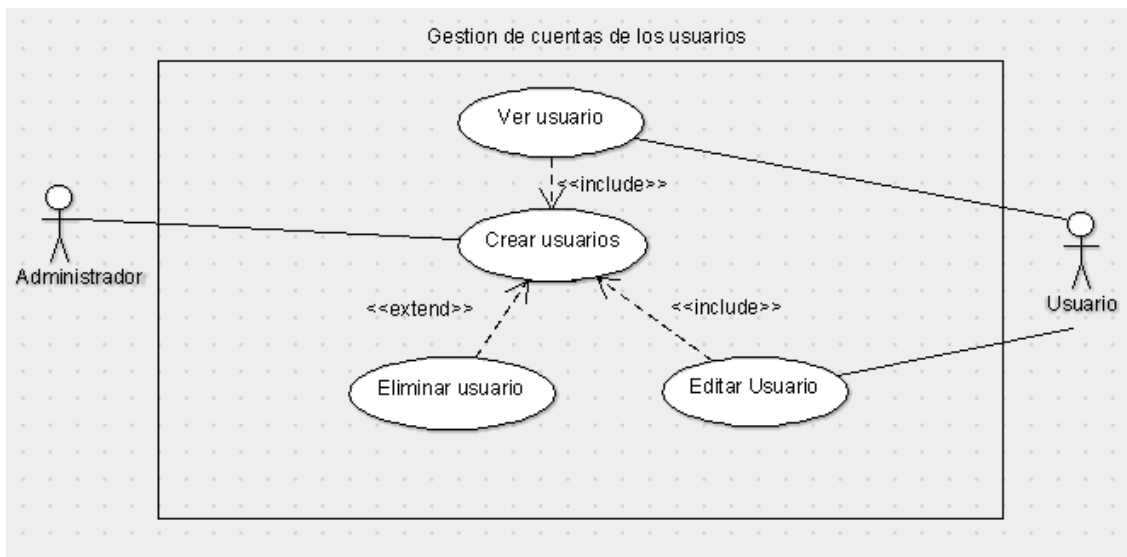 Gestion de cuentas de los usuarios
Ver usuario
<<include>>
Crear usuarios
Administrador
Usuario
<<extend>>
<<include>>
Eliminar usuario
Editar Usuario